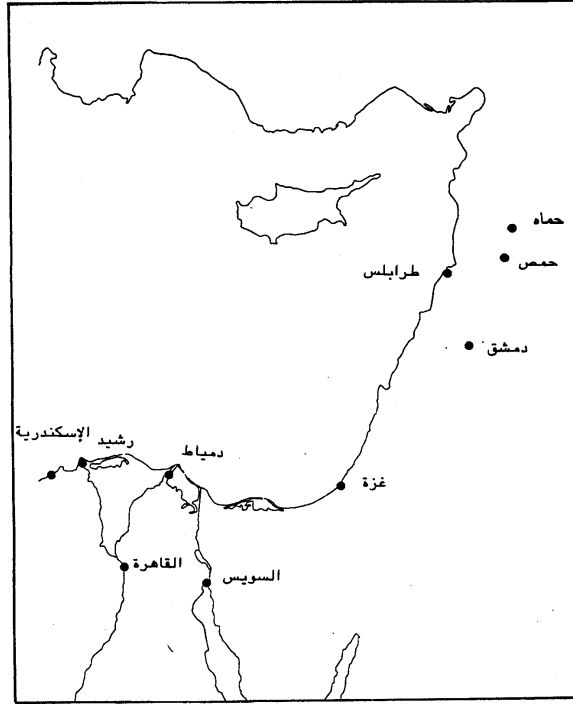 حماه
حمص
طرابلس
دمشق
الإسكندرية
رشيد
دمياط
غزة
القاهرة
السويس